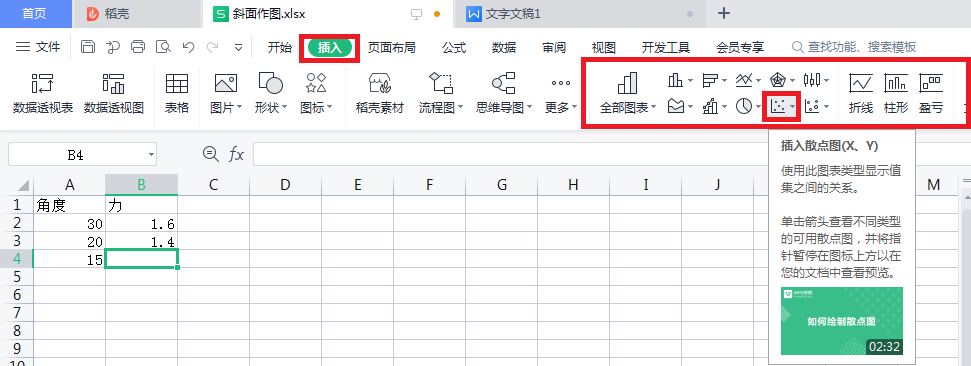 首页 稻壳 斜面作图.xlsx 文字文稿1
文件 开始 插入 页面布局 公式 数据 审阅 视图 开发工具 会员专享 查找功能、搜索模板
数据透视表 数据透视图 表格 图片 形状 图标 稻壳素材 流程图 思维导图 更多 全部图表 折线 柱形 盈亏
B4 fx
A B C D E F G H I J M
1 角度 力
2 30 1.6
3 20 1.4
4 15
5
6
7
8
9
10
插入散点图(X、Y)
使用此图表类型显示值
集之间的关系。
单击箭头查看不同类型
的可用散点图，并将指
针暂停在图标上方以在
您的文档中查看预览。
如何绘制散点图
02:32